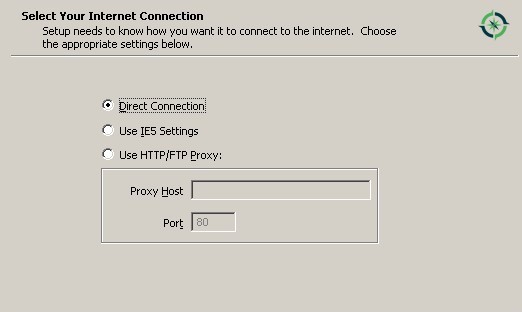 Select Your Internet Connection
Setup needs to know how you want it to connect to the internet.  Choose
the appropriate settings below.
Direct Connection
Use IE5 Settings
Use HTTP/FTP Proxy:
Proxy Host
Port 80